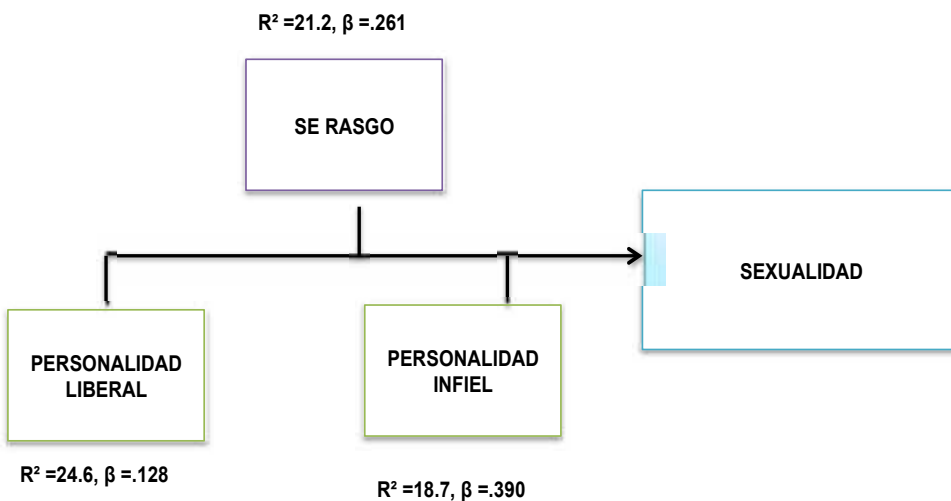 R² =21.2, β =.261
SE RASGO
SEXUALIDAD
PERSONALIDAD
LIBERAL
PERSONALIDAD
INFIEL
R² =24.6, β =.128
R² =18.7, β =.390